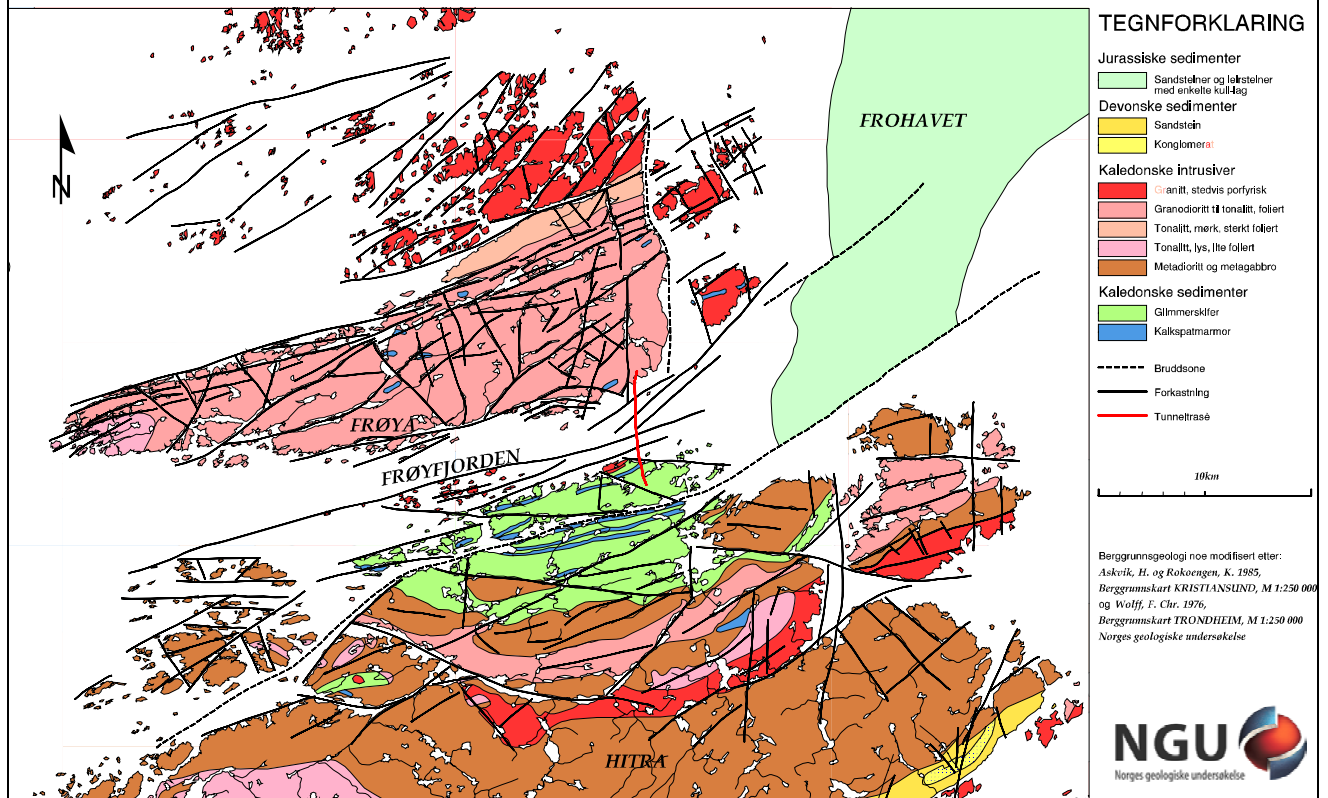 FROHAVET
N
FRØYA
FRØYFJORDEN
HITRA
TEGNFORKLARING
Jurassiske sedimenter
Sandsteiner og leirsteiner
med enkelte kull-lag
Devonske sedimenter
Sandstein
Konglomerat
Kaledonske intrusiver
Granitt, stedvis porfyrisk
Granodioritt til tonalitt, foliert
Tonalitt, mørk, sterkt foliert
Tonalitt, lys, lite foliert
Metadioritt og metagabbro
Kaledonske sedimenter
Glimmerskifer
Kalkspatmarmor
Bruddsone
Forkastning
Tunneltrasè
10km
Berggrunnsgeologi noe modifisert etter:
Askvik, H. og Rokoengen, K. 1985,
Berggrunnskart KRISTIANSUND, M 1:250 000
og Wolff, F. Chr. 1976,
Berggrunnskart TRONDHEIM, M 1:250 000
Norges geologiske undersøkelse
NGU
Norges geologiske undersøkelse